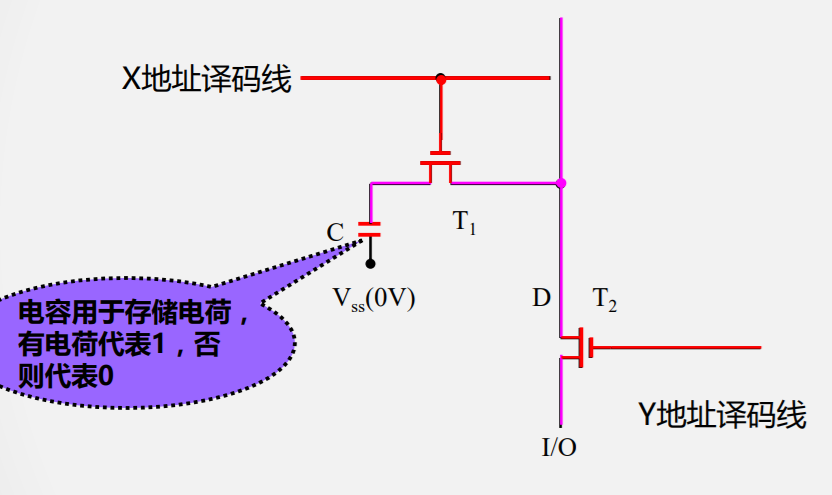 X地址译码线
T1
C
Vss(0V)
D
T2
电容用于存储电荷，
有电荷代表1，否
则代表0
Y地址译码线
I/O